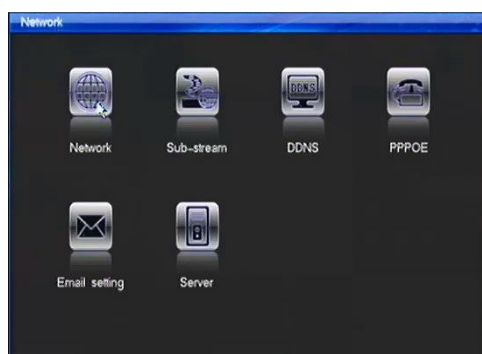 Network
Network
Sub-stream
DDNS
DDNS
PPPOE
Email setting
Server